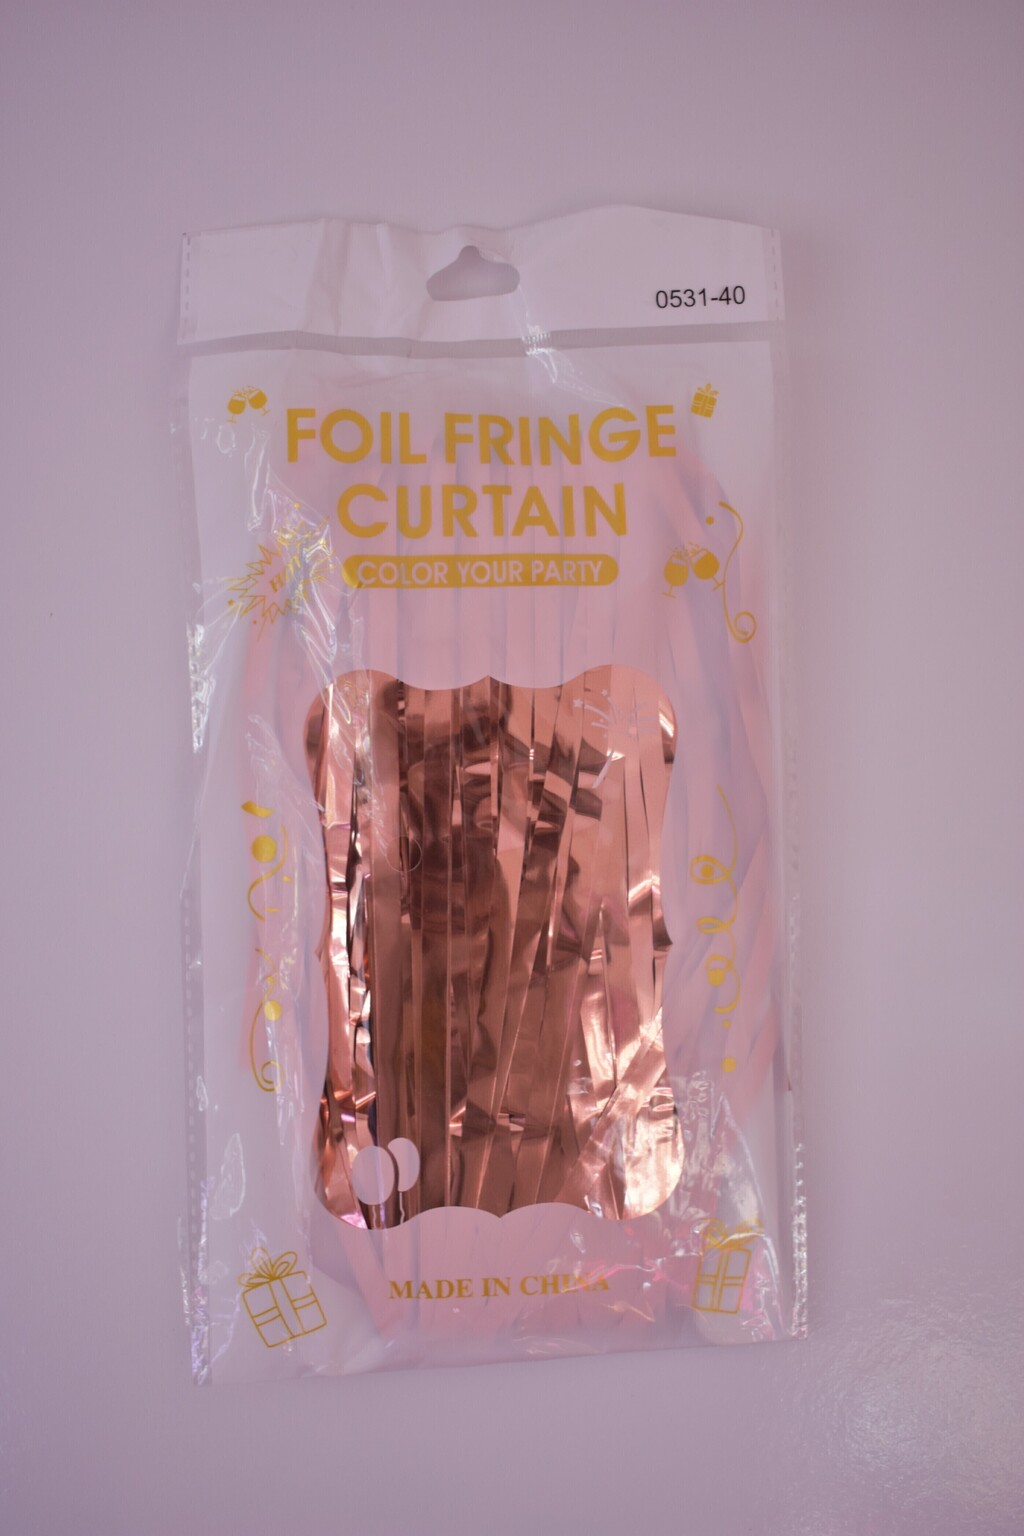 0531-40
FOIL FRINGE
CURTAIN
COLOR YOUR PARTY
MADE IN CHINA